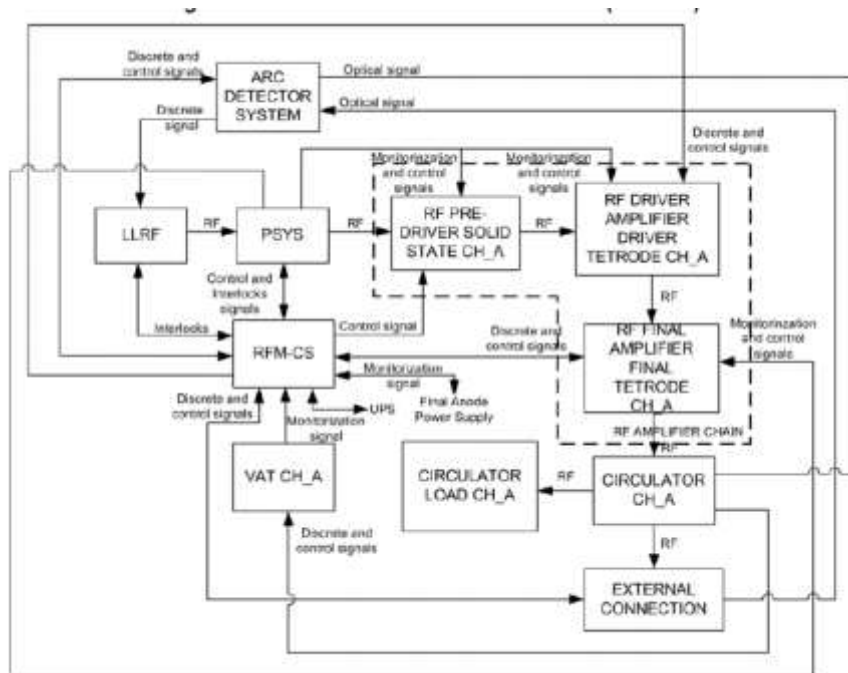 Discrete and
control signals
ARC
DETECTOR
SYSTEM
Optical signal
Optical signal
Discrete
signal
Discrete and
control signals
Monitorization
and control
signals
Monitorization
and control
signals
LLRF
RF
PSYS
RF
RF PRE-
DRIVER SOLID
STATE CH_A
RF
RF DRIVER
AMPLIFIER
DRIVER
TETRODE CH_A
RF
Control and
Interlocks
signals
Interlocks
Control signal
RFM-CS
Discrete and
control signals
RF FINAL
AMPLIFIER
FINAL
TETRODE
CH_A
Monitorization
and control
signals
Monitorization
signal
Discrete and
control signals
UPS
Final Anode
Power Supply
Monitorization
signal
RF AMPLIFIER CHAIN
RF
VAT CH_A
CIRCULATOR
LOAD CH_A
RF
CIRCULATOR
CH_A
Discrete and
control signals
RF
EXTERNAL
CONNECTION